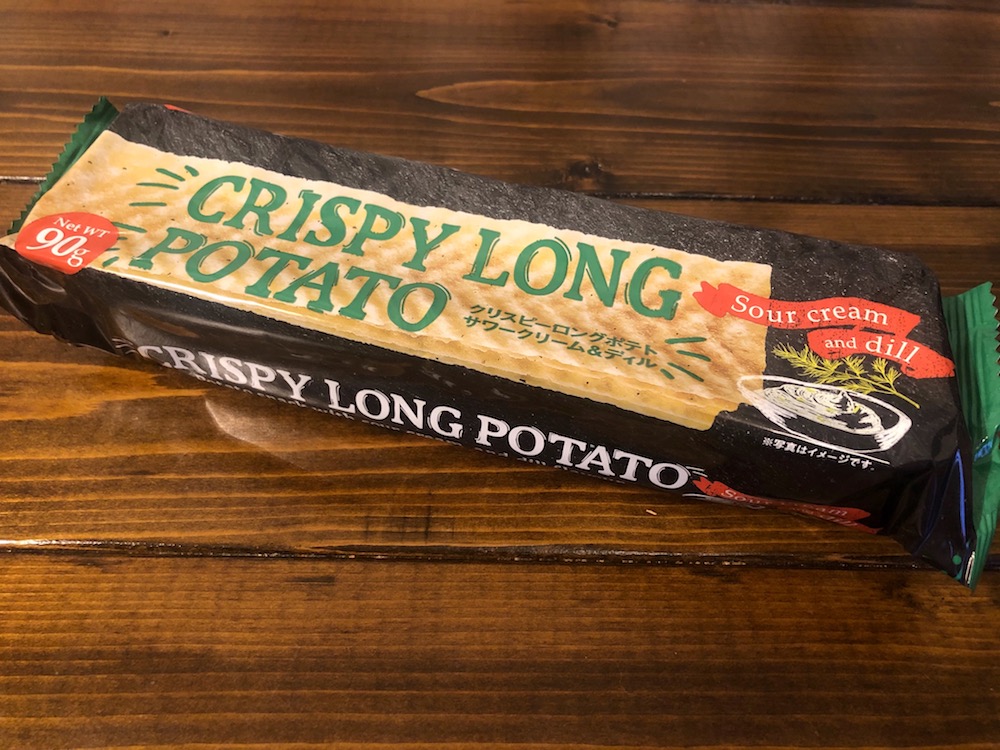 CRISPY LONG
POTATO
Net WT
90g
クリスピーロングポテト
サワークリーム&ディル
Sour cream
and dill
※写真はイメージです。
CRISPY LONG POTATO
Sour cream